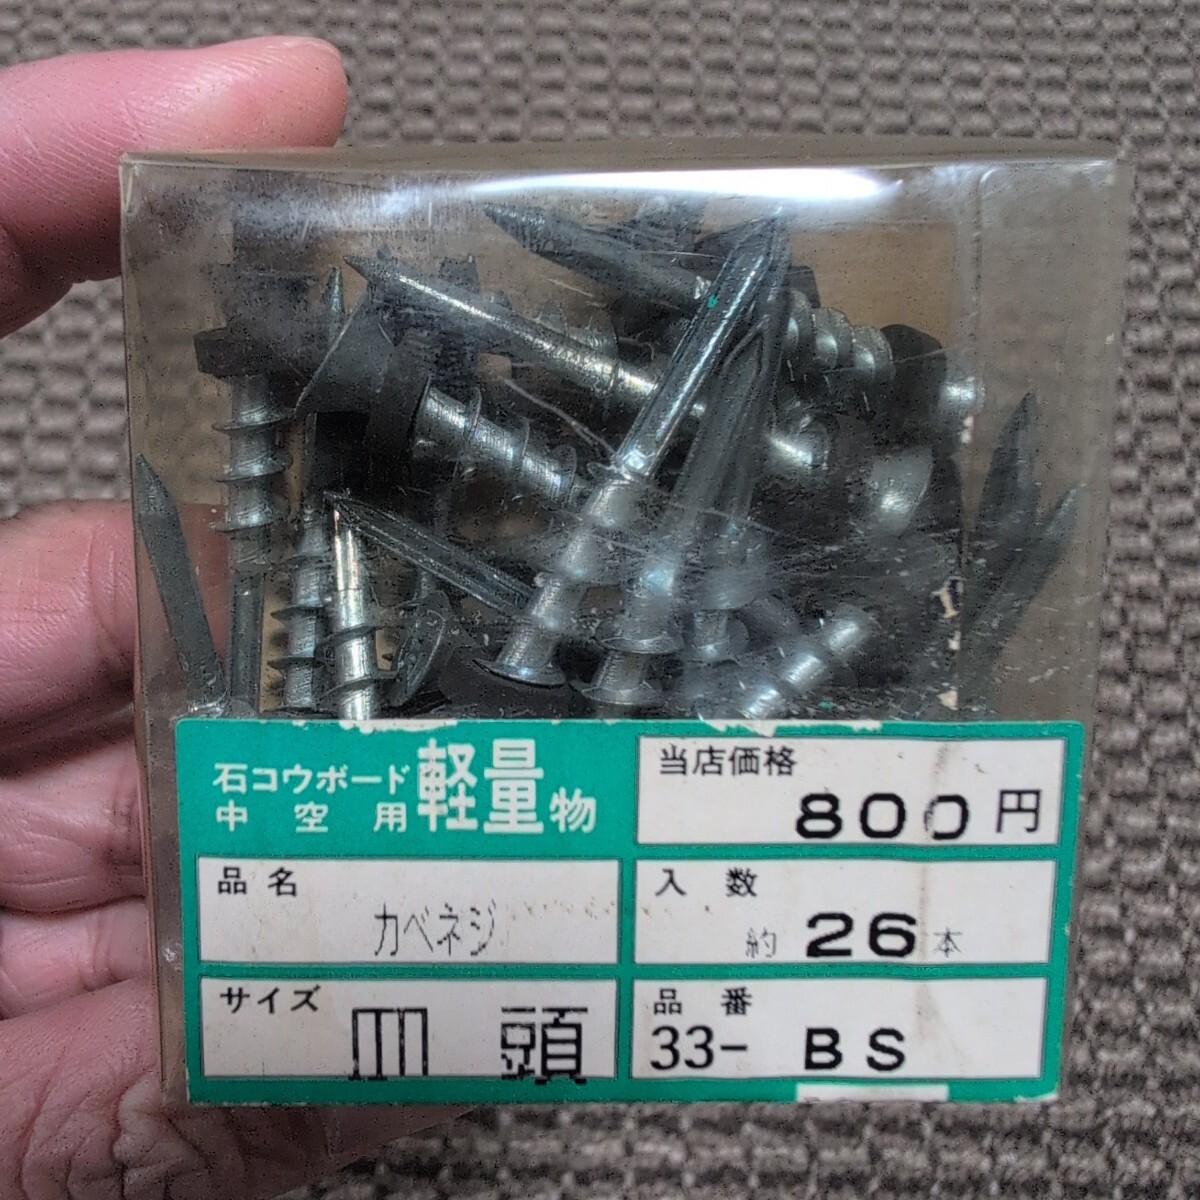 石コウボード
中空用
軽量物
当店価格
800円
品名
カベネジ
入数
約 26 本
サイズ
皿 頭
品番
33- BS